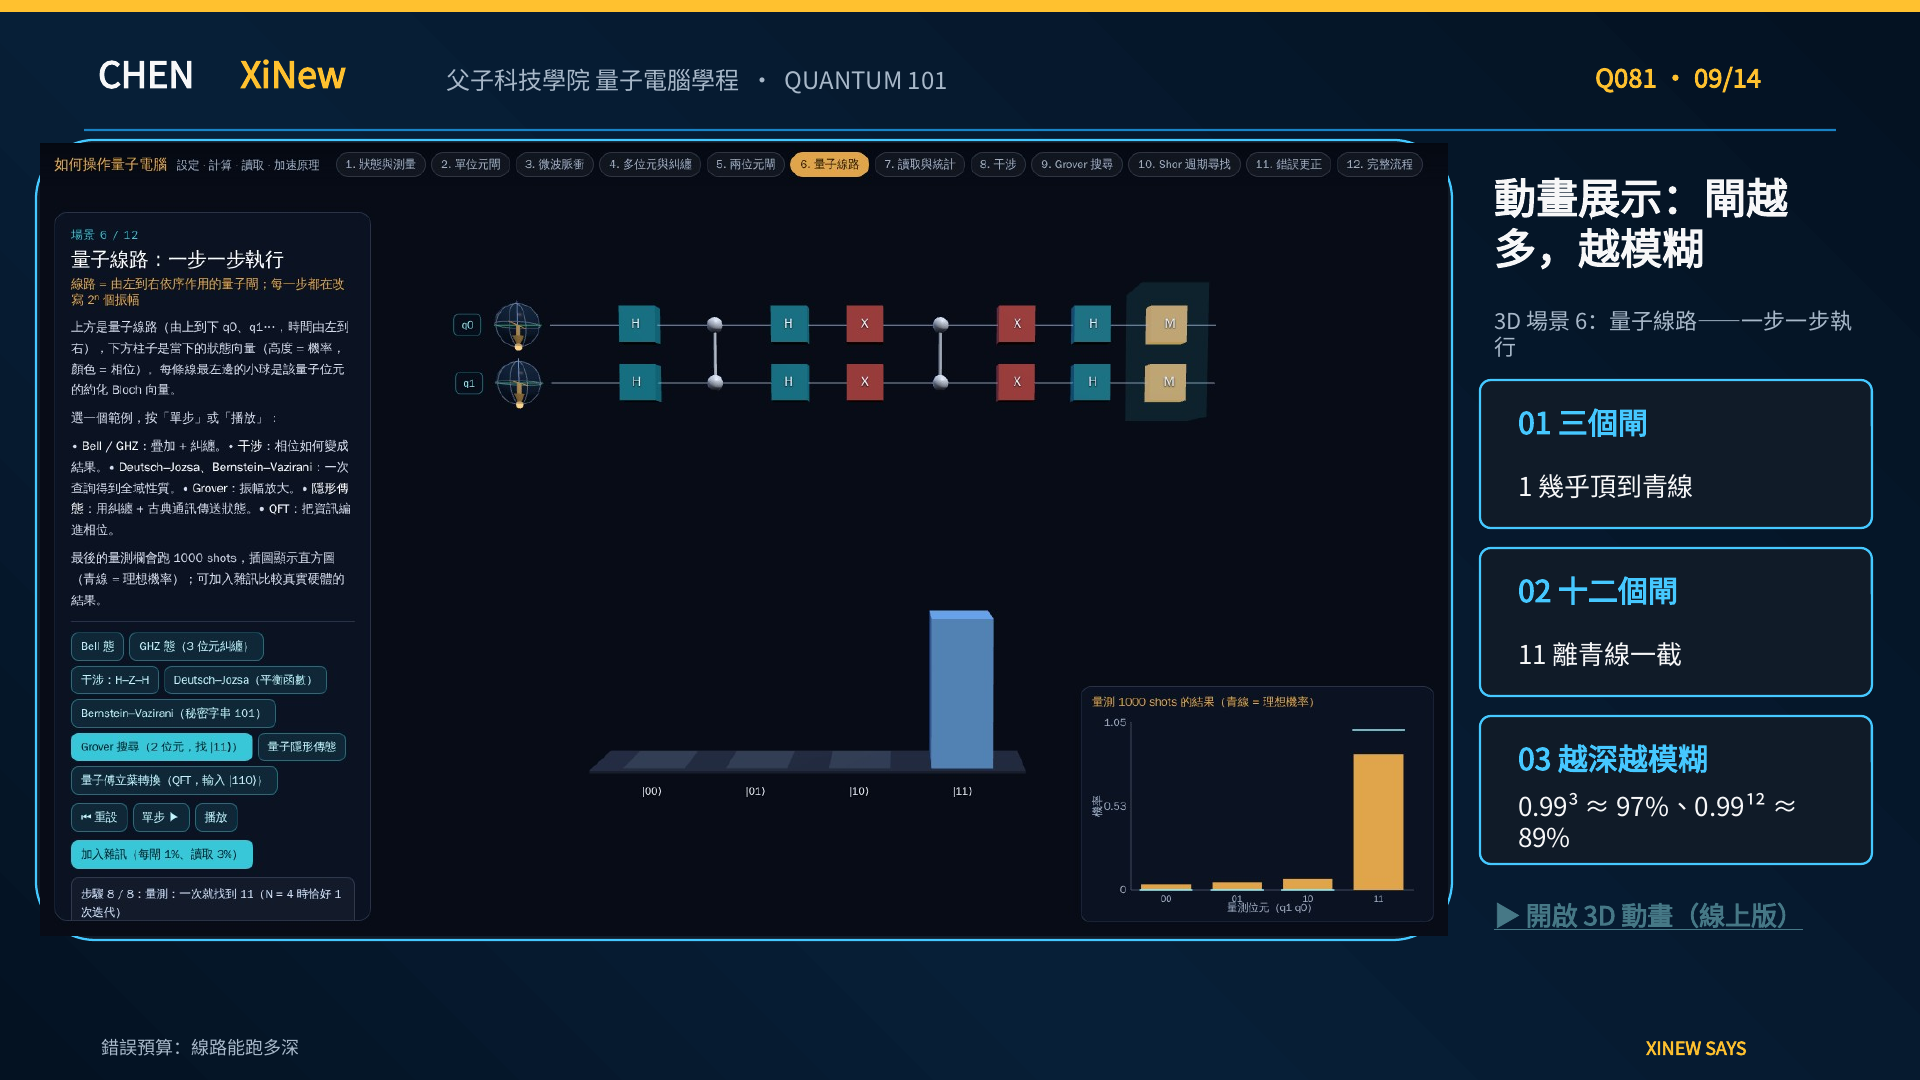 CHEN XiNew 父子科技學院 量子電腦學程 · QUANTUM 101 Q081 · 09/14
如何操作量子電腦 設定 · 計算 · 讀取 · 加速原理 1. 狀態與測量 2. 單位元閘 3. 微波脈衝 4. 多位元與糾纏 5. 兩位元閘 6. 量子線路 7. 讀取與統計 8. 干涉 9. Grover 搜尋 10. Shor 週期尋找 11. 錯誤更正 12. 完整流程
場景 6 / 12
量子線路：一步一步執行
線路 = 由左到右依序作用的量子閘；每一步都在改
寫 2ⁿ 個振幅
上方是量子線路（由上到下 q0、q1⋯，時間由左到
右），下方柱子是當下的狀態向量（高度 = 機率，
顏色 = 相位）。每條線最左邊的小球是該量子位元
的約化 Bloch 向量。
選一個範例，按「單步」或「播放」：
• Bell / GHZ：疊加 + 糾纏。• 干涉：相位如何變成
結果。• Deutsch–Jozsa、Bernstein–Vazirani：一次
查詢得到全域性質。• Grover：振幅放大。• 隱形傳
態：用糾纏 + 古典通訊傳送狀態。• QFT：把資訊編
進相位。
最後的量測欄會跑 1000 shots，插圖顯示直方圖
（青線 = 理想機率）；可加入雜訊比較真實硬體的
結果。
Bell 態 GHZ 態（3 位元糾纏）
干涉：H–Z–H Deutsch–Jozsa（平衡函數）
Bernstein–Vazirani（秘密字串 101）
Grover 搜尋（2 位元，找 |11⟩） 量子隱形傳態
量子傅立葉轉換（QFT，輸入 |110⟩）
⏮ 重設 單步 ▶ 播放
加入雜訊（每閘 1%、讀取 3%）
步驟 8 / 8：量測：一次就找到 11（N = 4 時恰好 1
次迭代）
q0 H H X X H M
q1 H H X X H M
|00⟩ |01⟩ |10⟩ |11⟩
量測 1000 shots 的結果（青線 = 理想機率）
1.05
0.53
0
機率
00 01 10 11
量測位元（q1 q0）
動畫展示：閘越
多，越模糊
3D 場景 6：量子線路——一步一步執
行
01 三個閘
1 幾乎頂到青線
02 十二個閘
11 離青線一截
03 越深越模糊
0.99³ ≈ 97%、0.99¹² ≈
89%
▶ 開啟 3D 動畫（線上版）
錯誤預算：線路能跑多深
XINEW SAYS